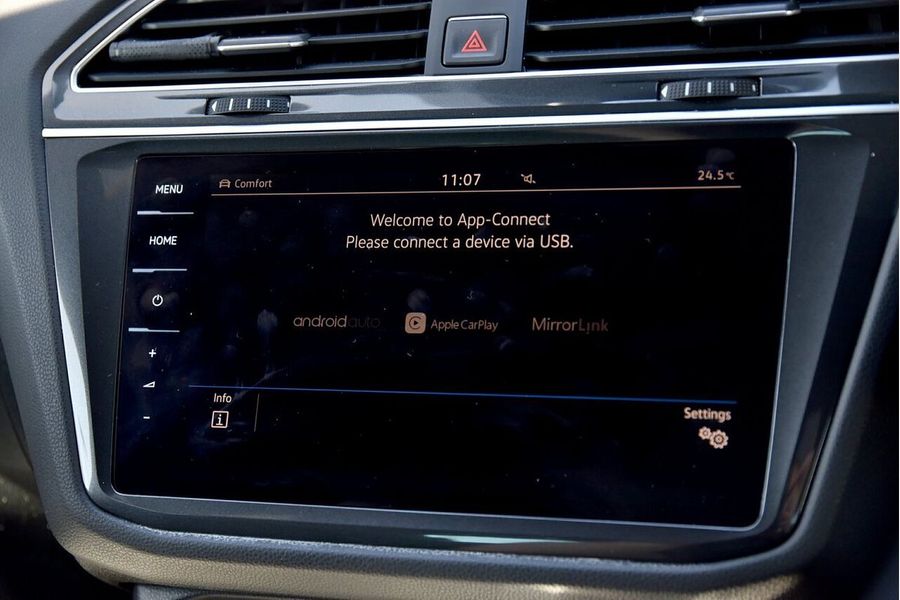 MENU
Comfort
11:07
24.5°C
HOME
Welcome to App-Connect
Please connect a device via USB.
androidauto
Apple CarPlay
MirrorLink
+
-
Info
i
Settings